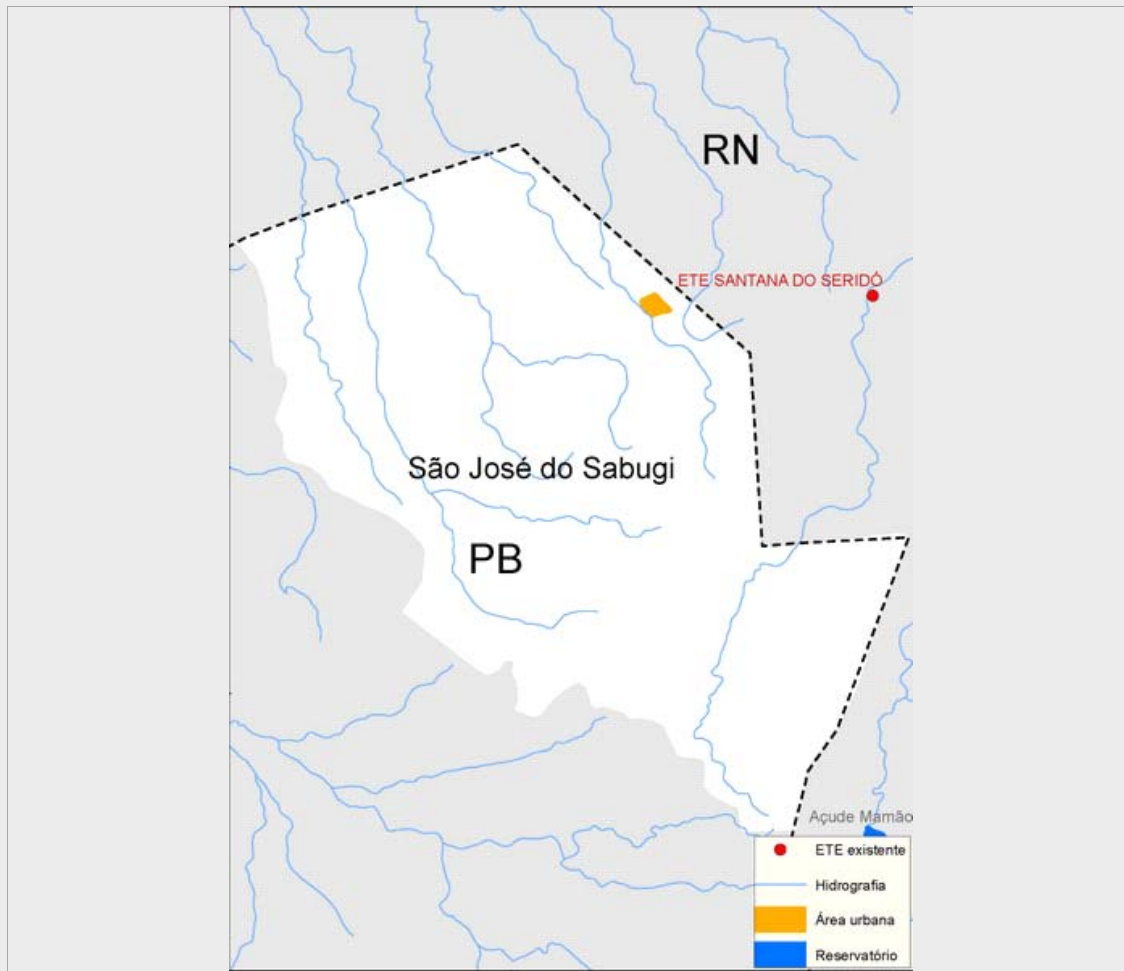 RN
ETE SANTANA DO SERIDÓ
São José do Sabugi
PB
Açude Mamão
ETE existente
Hidrografia
Área urbana
Reservatório